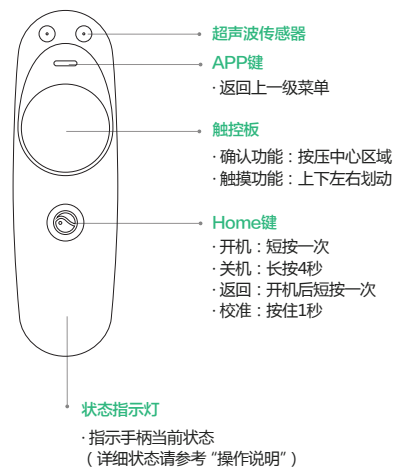 超声波传感器
APP键
· 返回上一级菜单
触控板
· 确认功能：按压中心区域
· 触摸功能：上下左右划动
Home键
· 开机：短按一次
· 关机：长按4秒
· 返回：开机后短按一次
· 校准：按住1秒
状态指示灯
· 指示手柄当前状态
（详细状态请参考 “操作说明”）